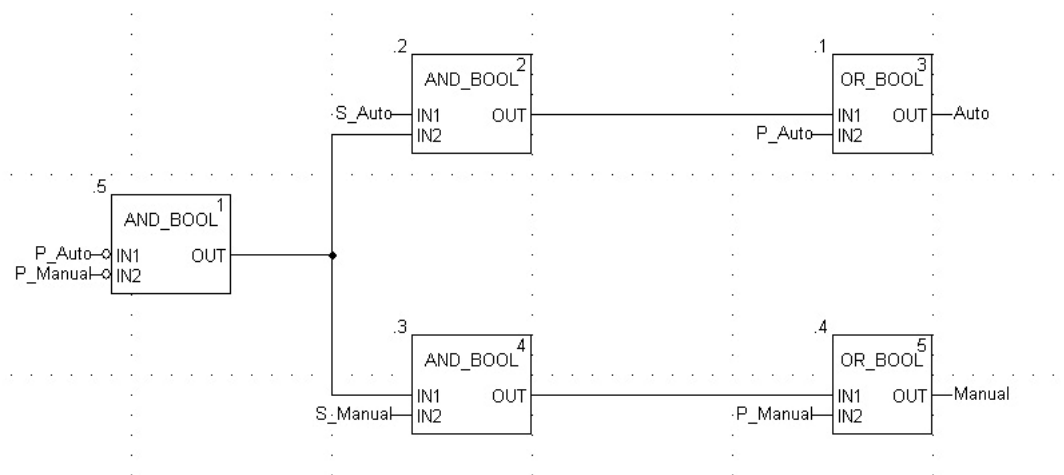 .2
AND_BOOL 2
S_Auto IN1 OUT
IN2
.1
OR_BOOL 3
IN1 OUT Auto
P_Auto IN2
.5
AND_BOOL 1
P_Auto IN1 OUT
P_Manual IN2
.3
AND_BOOL 4
IN1 OUT
S_Manual IN2
.4
OR_BOOL 5
IN1 OUT Manual
P_Manual IN2